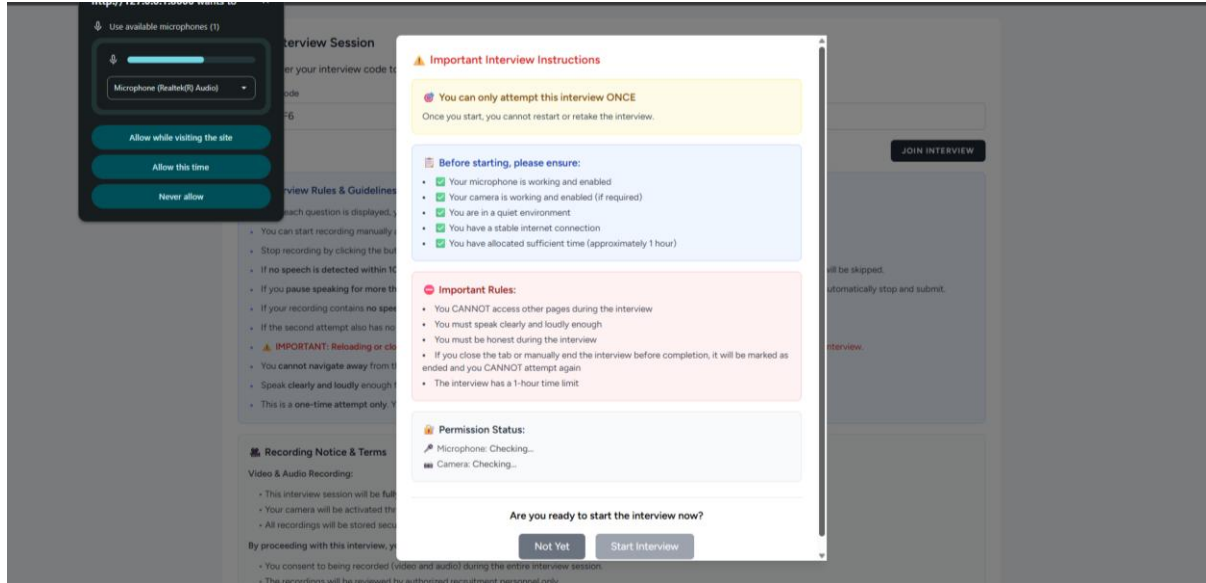 Use available microphones (1)
Microphone (Realtek(R) Audio)
Allow while visiting the site
Allow this time
Never allow
terview Session
er your interview code to
ode
F6
JOIN INTERVIEW
view Rules & Guidelines
each question is displayed,
You can start recording manually
Stop recording by clicking the but
If no speech is detected within 10
will be skipped.
If you pause speaking for more th
utomatically stop and submit.
If your recording contains no spee
If the second attempt also has no
IMPORTANT: Reloading or clo
nterview.
You cannot navigate away from t
Speak clearly and loudly enough
This is a one-time attempt only. Y
Recording Notice & Terms
Video & Audio Recording:
This interview session will be full
Your camera will be activated thr
All recordings will be stored secu
By proceeding with this interview, y
You consent to being recorded (video and audio) during the entire interview session.
The recordings will be reviewed by authorized recruitment personnel only.
Important Interview Instructions
You can only attempt this interview ONCE
Once you start, you cannot restart or retake the interview.
Before starting, please ensure:
Your microphone is working and enabled
Your camera is working and enabled (if required)
You are in a quiet environment
You have a stable internet connection
You have allocated sufficient time (approximately 1 hour)
Important Rules:
You CANNOT access other pages during the interview
You must speak clearly and loudly enough
You must be honest during the interview
If you close the tab or manually end the interview before completion, it will be marked as
ended and you CANNOT attempt again
The interview has a 1-hour time limit
Permission Status:
Microphone: Checking...
Camera: Checking...
Are you ready to start the interview now?
Not Yet
Start Interview